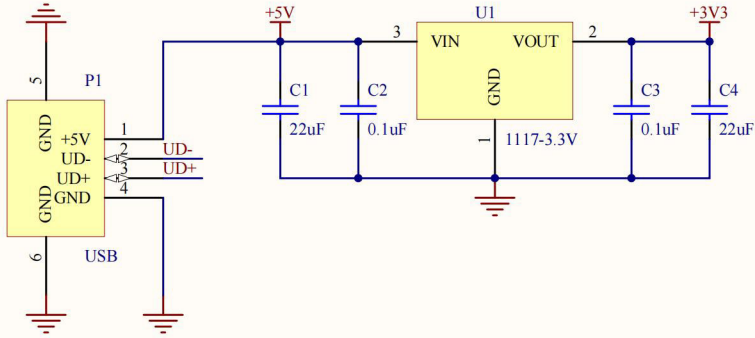 +5V
U1
+3V3
3
VIN
VOUT
2
GND
1
1117-3.3V
5
P1
GND
+5V
1
UD-
2
UD-
UD+
3
UD+
GND
4
GND
6
USB
C1
22uF
C2
0.1uF
C3
0.1uF
C4
22uF